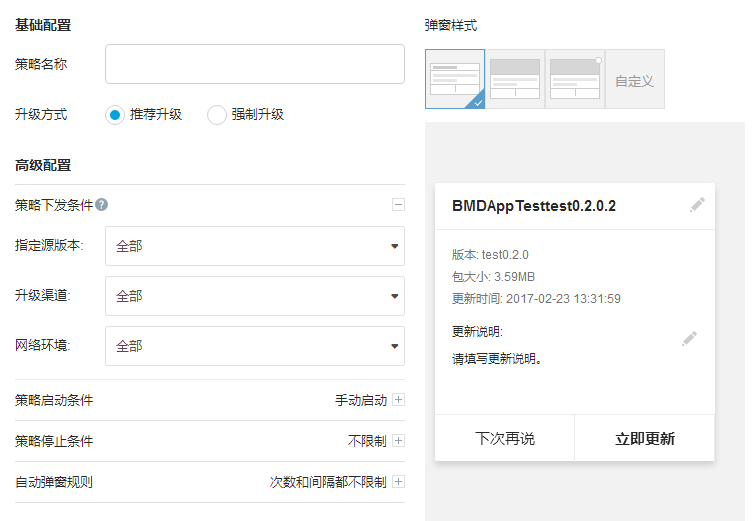 基础配置
策略名称
升级方式
推荐升级
强制升级
高级配置
策略下发条件?
指定源版本:
全部
升级渠道:
全部
网络环境:
全部
策略启动条件
手动启动
策略停止条件
不限制
自动弹窗规则
次数和间隔都不限制
弹窗样式
自定义
BMDAppTesttest0.2.0.2
版本: test0.2.0
包大小: 3.59MB
更新时间: 2017-02-23 13:31:59
更新说明:
请填写更新说明。
下次再说
立即更新